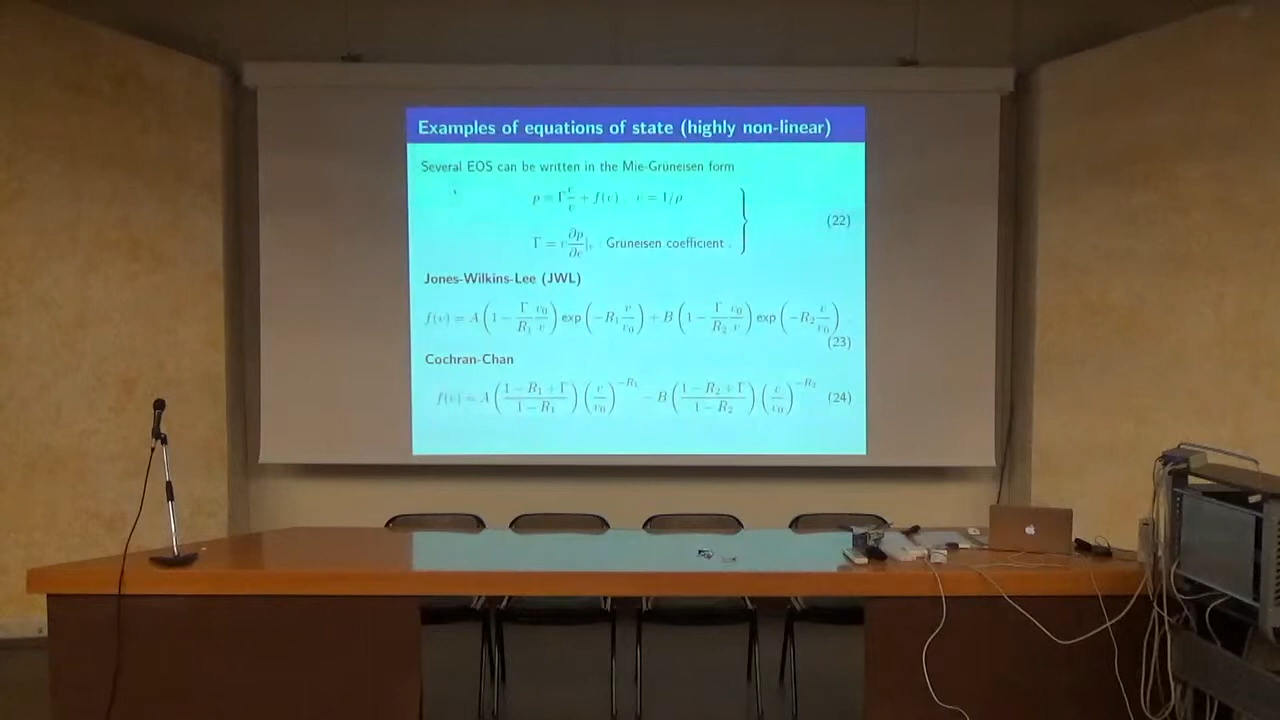 Examples of equations of state (highly non-linear)
Several EOS can be written in the Mie-Gruneisen form
p = Γ e/v + f(v) , v = 1/ρ
(22)
Γ = v ∂p/∂e|v : Gruneisen coefficient .
Jones-Wilkins-Lee (JWL)
f(v) = A (1 − Γ/R₁ v₀/v) exp (−R₁ v/v₀) + B (1 − Γ/R₂ v₀/v) exp (−R₂ v/v₀) .
(23)
Cochran-Chan
f(v) = A ((1 − R₁ + Γ)/(1 − R₁)) (v/v₀)^−R₁ − B ((1 − R₂ + Γ)/(1 − R₂)) (v/v₀)^−R₂ (24)